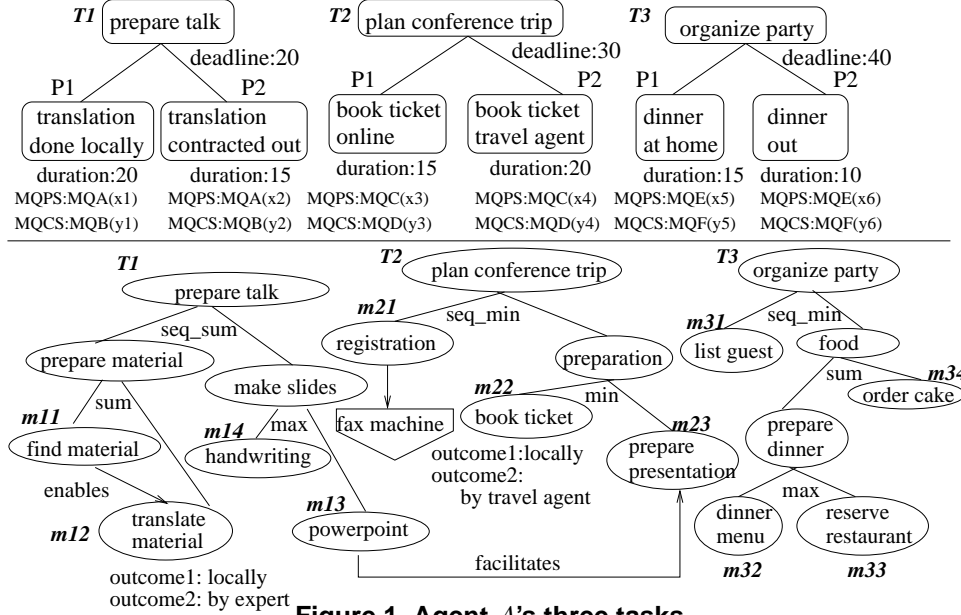 T1 prepare talk
deadline:20
P1 P2
translation done locally
translation contracted out
duration:20
duration:15
MQPS:MQA(x1)
MQPS:MQA(x2)
MQCS:MQB(y1)
MQCS:MQB(y2)
T2 plan conference trip
deadline:30
P1 P2
book ticket online
book ticket travel agent
duration:15
duration:20
MQPS:MQC(x3)
MQPS:MQC(x4)
MQCS:MQD(y3)
MQCS:MQD(y4)
T3 organize party
deadline:40
P1 P2
dinner at home
dinner out
duration:15
duration:10
MQPS:MQE(x5)
MQPS:MQE(x6)
MQCS:MQF(y5)
MQCS:MQF(y6)
T1
prepare talk
seq_sum
prepare material
make slides
sum
m11
find material
enables
m12
translate
material
outcome1: locally
outcome2: by expert
max
m14
handwriting
m13
powerpoint
facilitates
T2
plan conference trip
seq_min
m21
registration
fax machine
preparation
min
m22
book ticket
outcome1:locally
outcome2:
by travel agent
m23
prepare
presentation
T3
organize party
seq_min
m31
list guest
food
sum
m34
order cake
prepare
dinner
max
dinner
menu
m32
reserve
restaurant
m33
Figure 1. Agent A's three tasks